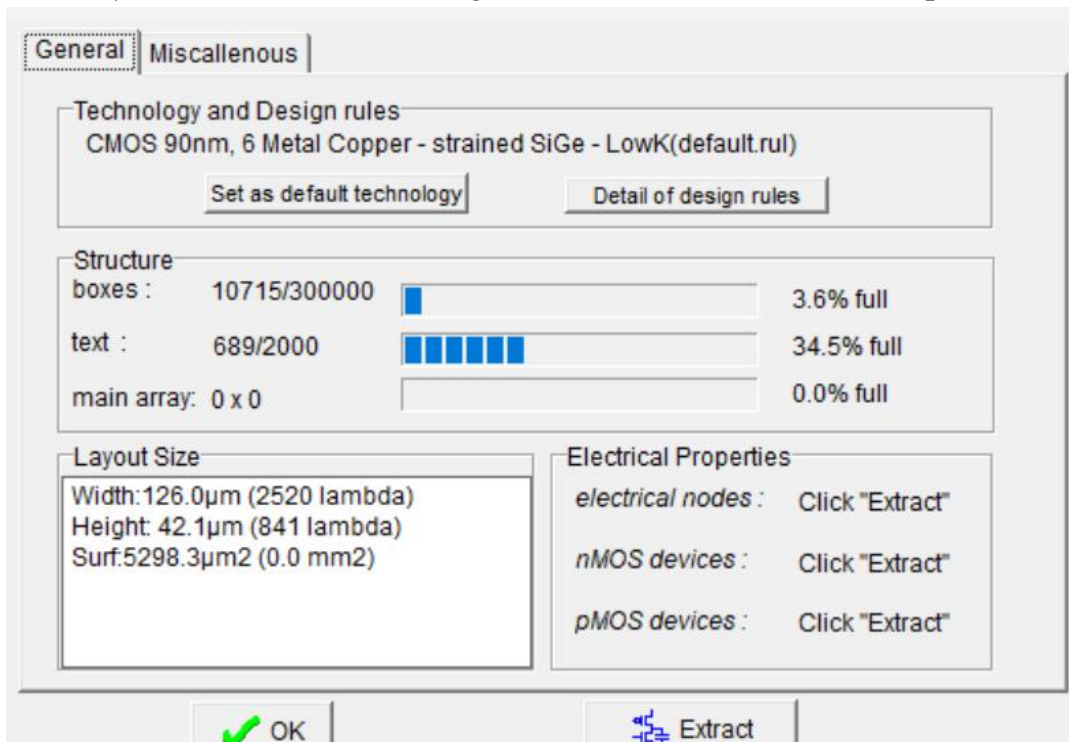 General Miscallenous
Technology and Design rules
CMOS 90nm, 6 Metal Copper - strained SiGe - LowK(default.rul)
Set as default technology Detail of design rules
Structure
boxes : 10715/300000 3.6% full
text : 689/2000 34.5% full
main array: 0 x 0 0.0% full
Layout Size
Width:126.0µm (2520 lambda)
Height: 42.1µm (841 lambda)
Surf:5298.3µm2 (0.0 mm2)
Electrical Properties
electrical nodes : Click "Extract"
nMOS devices : Click "Extract"
pMOS devices : Click "Extract"
OK Extract